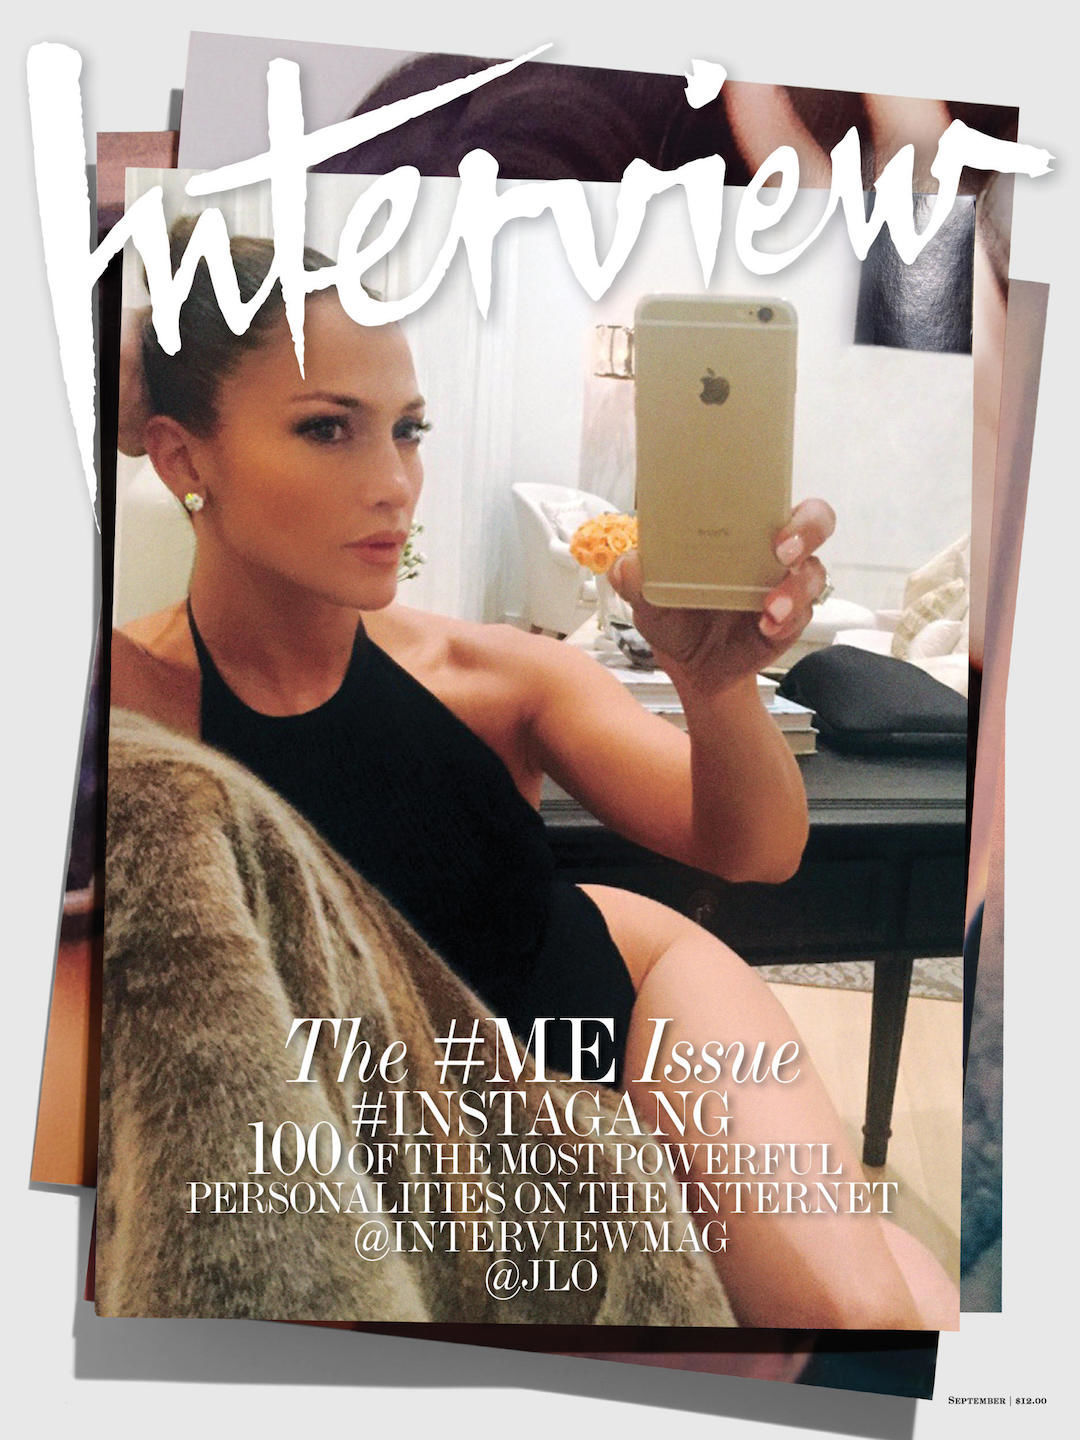 Interview
The #ME Issue
#INSTAGANG
100 OF THE MOST POWERFUL
PERSONALITIES ON THE INTERNET
@INTERVIEWMAG
@JLO
SEPTEMBER | $12.00